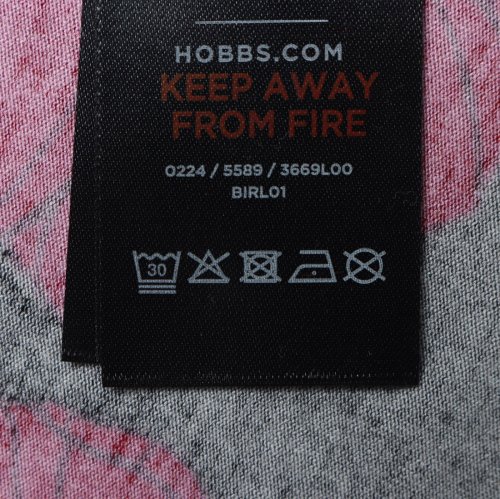 HOBBS.COM
KEEP AWAY
FROM FIRE
0224 / 5589 / 3669L00
BIRL01
30